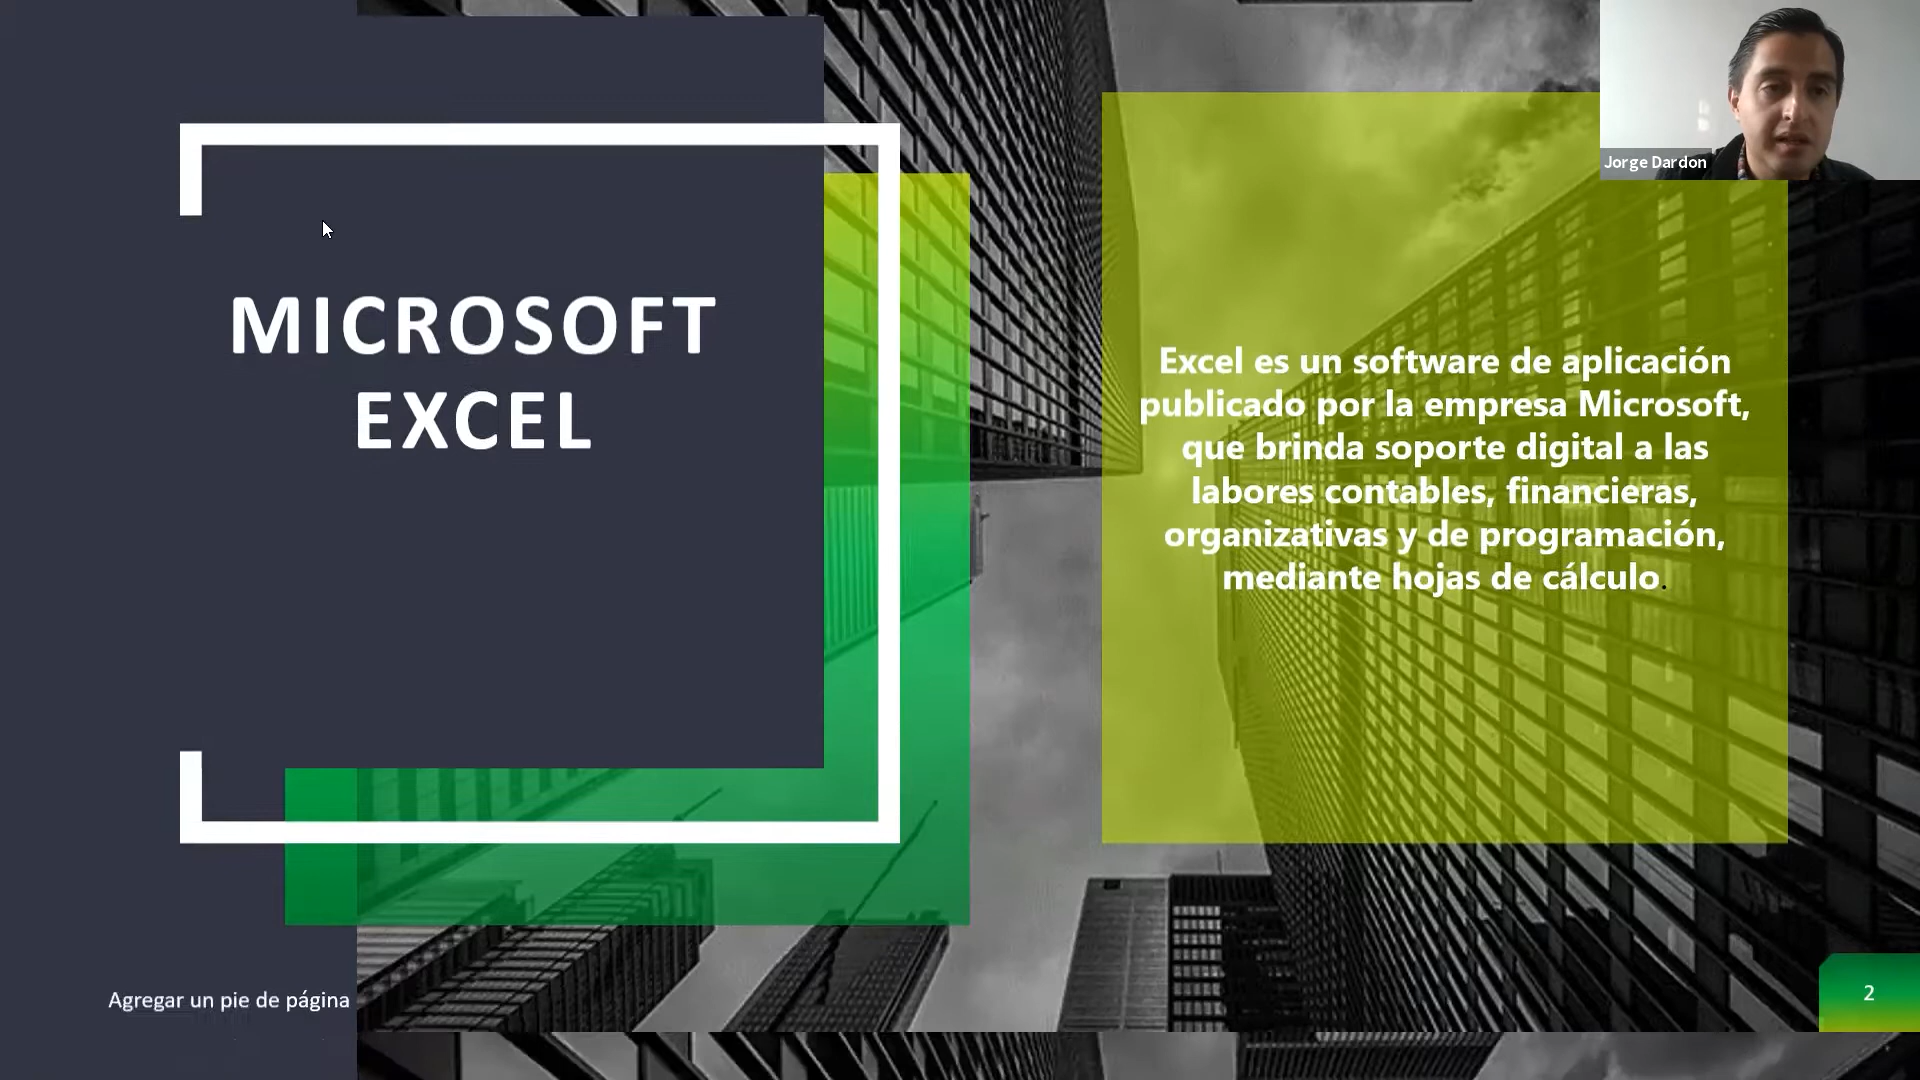 MICROSOFT
EXCEL
Excel es un software de aplicación
publicado por la empresa Microsoft,
que brinda soporte digital a las
labores contables, financieras,
organizativas y de programación,
mediante hojas de cálculo.
Jorge Dardon
Agregar un pie de página
2